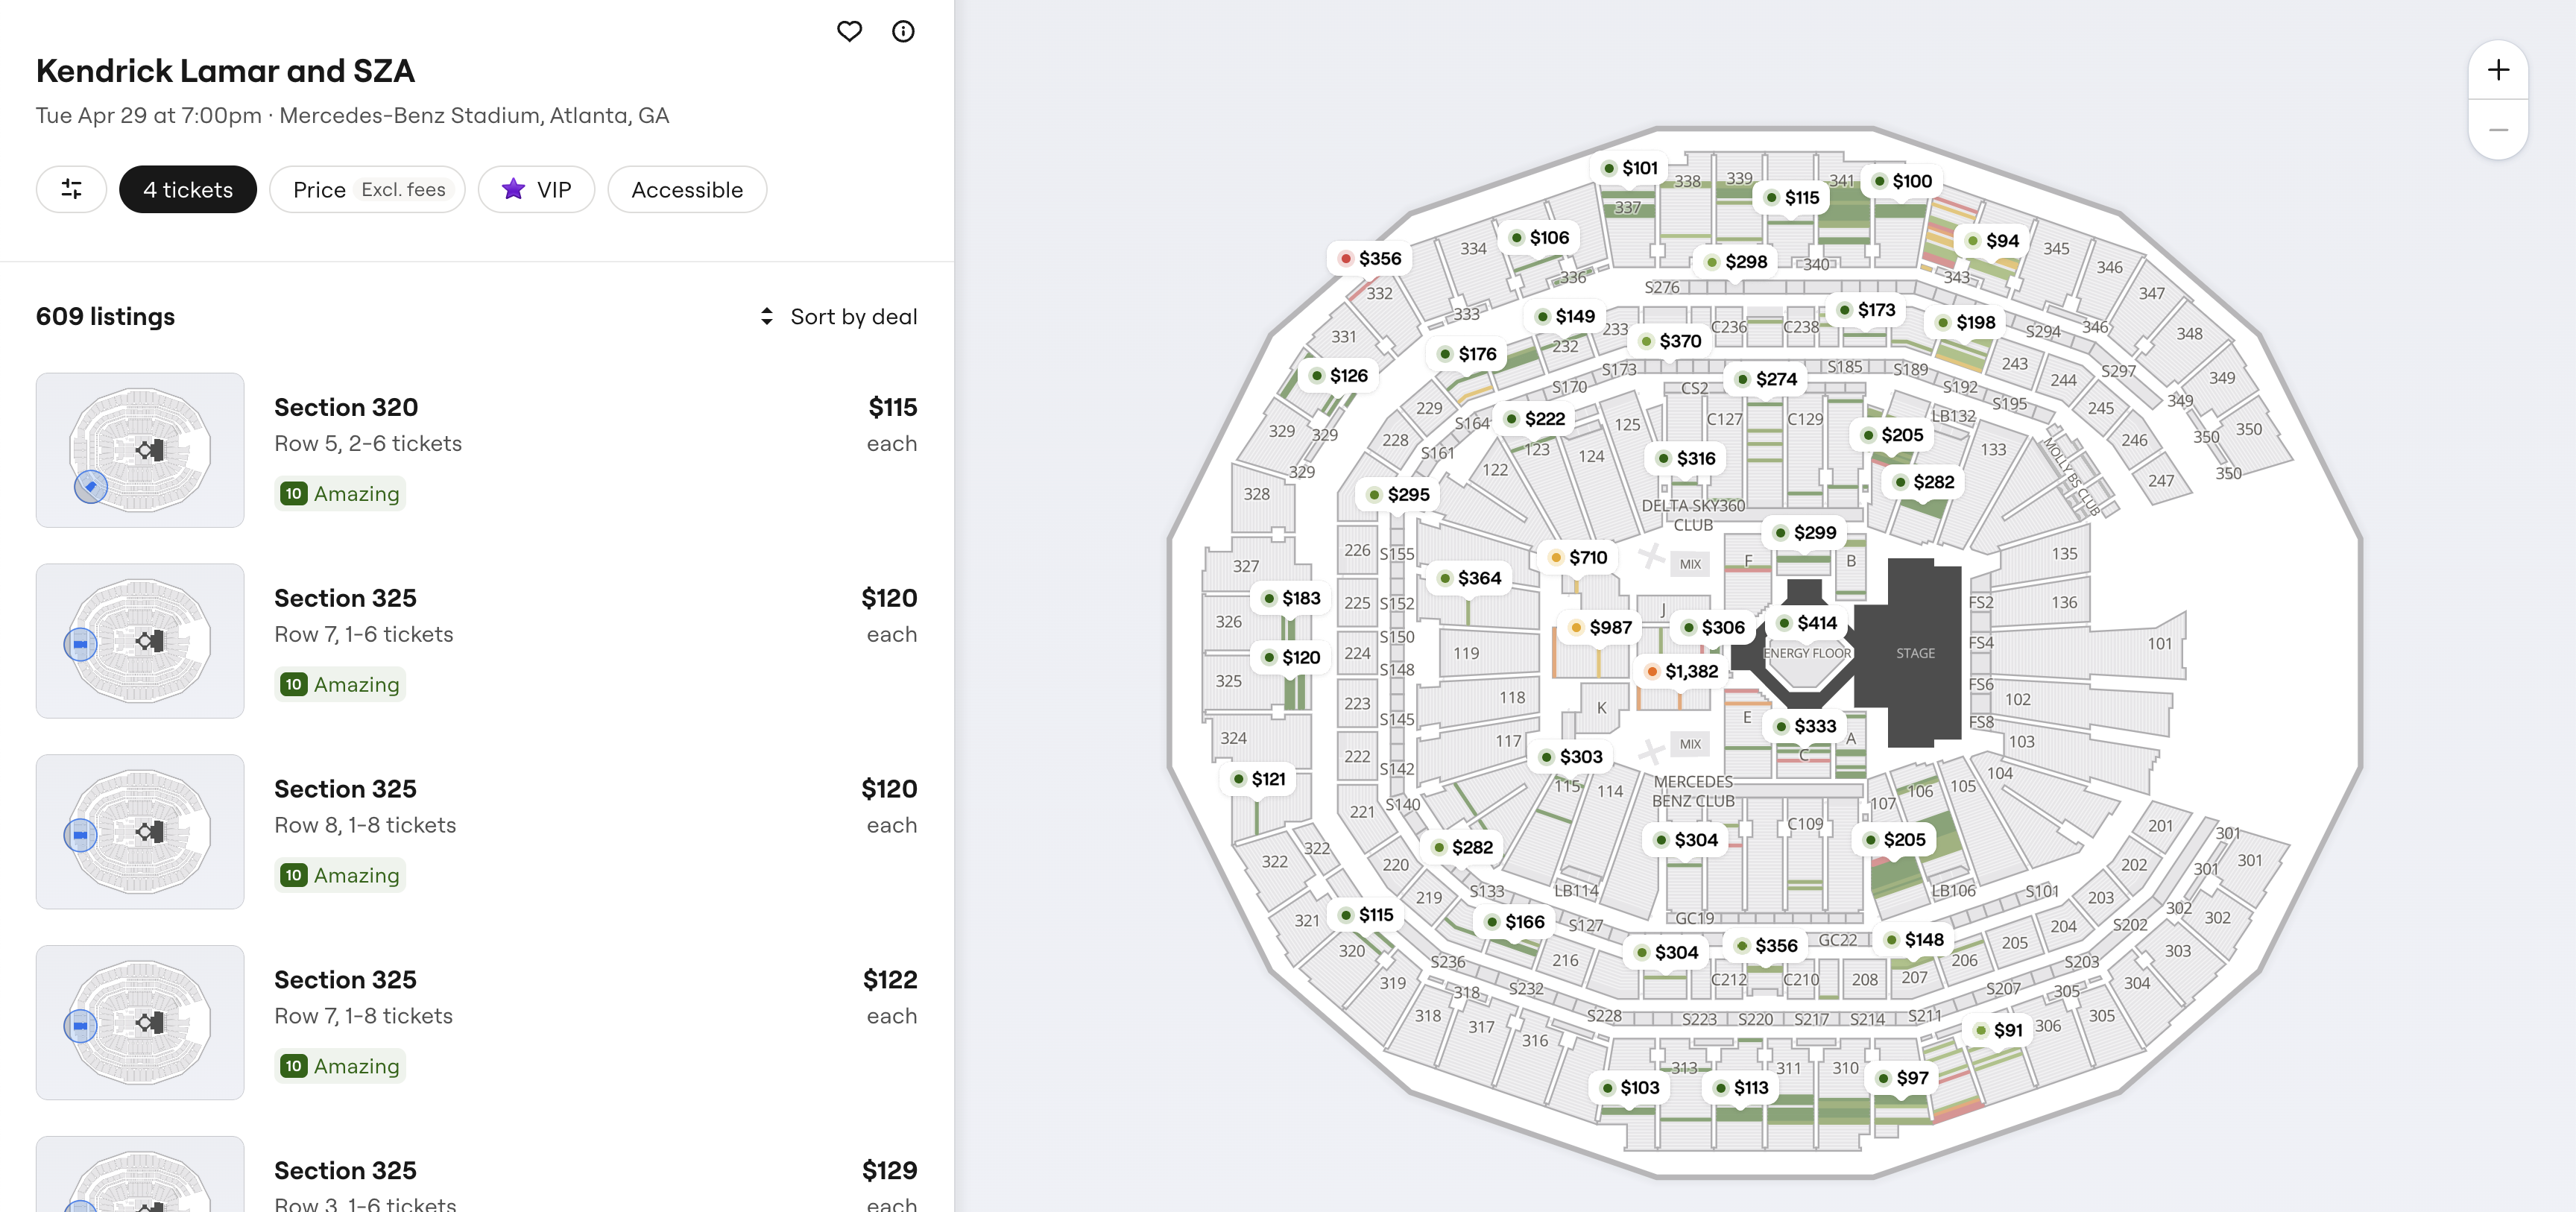 Kendrick Lamar and SZA
Tue Apr 29 at 7:00pm · Mercedes-Benz Stadium, Atlanta, GA
4 tickets
Price Excl. fees
VIP
Accessible
609 listings
Sort by deal
Section 320
$115
Row 5, 2-6 tickets
each
10 Amazing
Section 325
$120
Row 7, 1-6 tickets
each
10 Amazing
Section 325
$120
Row 8, 1-8 tickets
each
10 Amazing
Section 325
$122
Row 7, 1-8 tickets
each
10 Amazing
Section 325
$129
Row 3, 1-6 tickets
each
$101
338
339
341
$100
337
$115
334
$106
$94
345
$356
336
$298
340
343
346
332
S276
347
333
331
$149
233
C236
C238
$173
$198
S294
346
348
$176
232
$370
243
$126
S173
S185
S189
S297
349
229
S170
CS2
$274
S192
244
349
S164
$222
125
C127
C129
S195
245
LB132
329
329
228
S161
123
124
$205
133
246
350
350
329
122
$316
MOLLY B'S CLUB
247
350
328
$295
$282
DELTA SKY360
CLUB
$299
327
226
S155
$710
MIX
F
B
135
$364
$183
225
S152
J
FS2
136
326
$987
$306
$414
S150
FS4
101
$120
224
119
ENERGY FLOOR
STAGE
325
S148
$1,382
FS6
223
118
K
102
S145
E
$333
FS8
324
117
MIX
A
103
222
$303
C
$121
S142
115
114
MERCEDES
BENZ CLUB
104
105
106
107
221
S140
C109
201
301
322
322
$282
$304
$205
220
202
301
301
S133
LB114
LB106
S101
219
203
302
321
$115
$166
S127
GC19
302
320
204
S202
$304
$356
GC22
$148
205
303
S236
216
206
S203
319
318
S232
C212
C210
208
207
S207
305
304
318
S228
S223
S220
S217
S214
S211
305
317
$91
306
316
313
311
310
$103
$113
$97